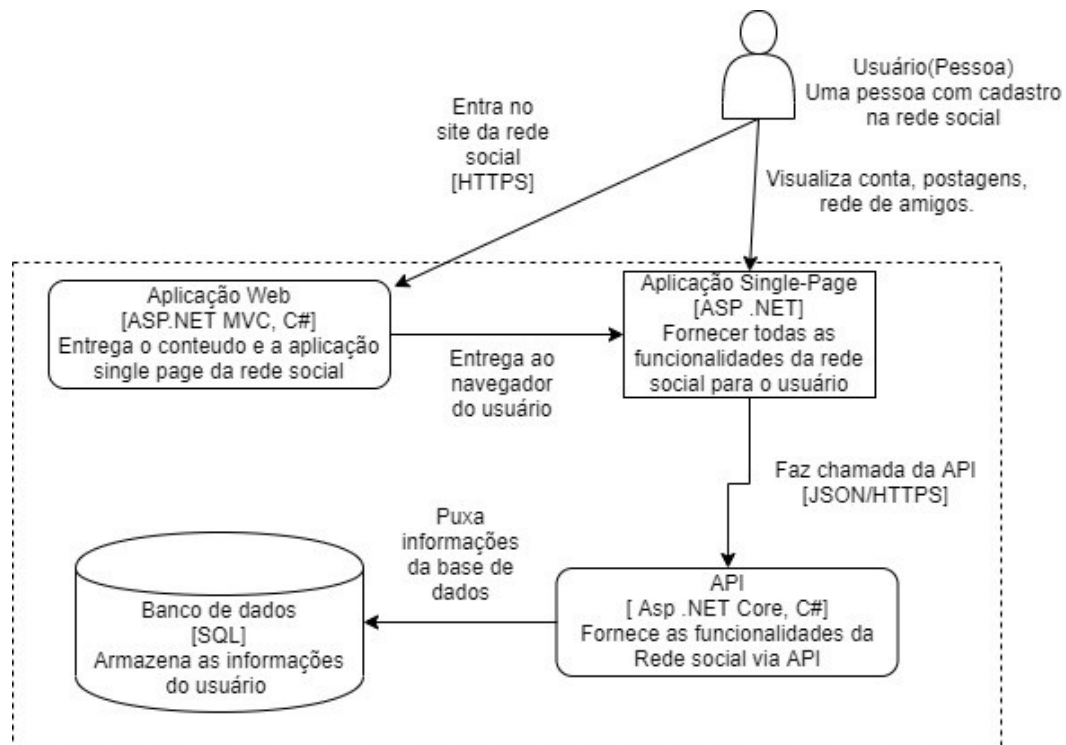 Usuário(Pessoa)
Uma pessoa com cadastro
na rede social
Entra no
site da rede
social
[HTTPS]
Visualiza conta, postagens,
rede de amigos.
Aplicação Web
[ASP.NET MVC, C#]
Entrega o conteudo e a aplicação
single page da rede social
Entrega ao
navegador
do usuário
Aplicação Single-Page
[ASP .NET]
Fornecer todas as
funcionalidades da rede
social para o usuário
Faz chamada da API
[JSON/HTTPS]
Puxa
informações
da base de
dados
Banco de dados
[SQL]
Armazena as informações
do usuário
API
[ Asp .NET Core, C#]
Fornece as funcionalidades da
Rede social via API